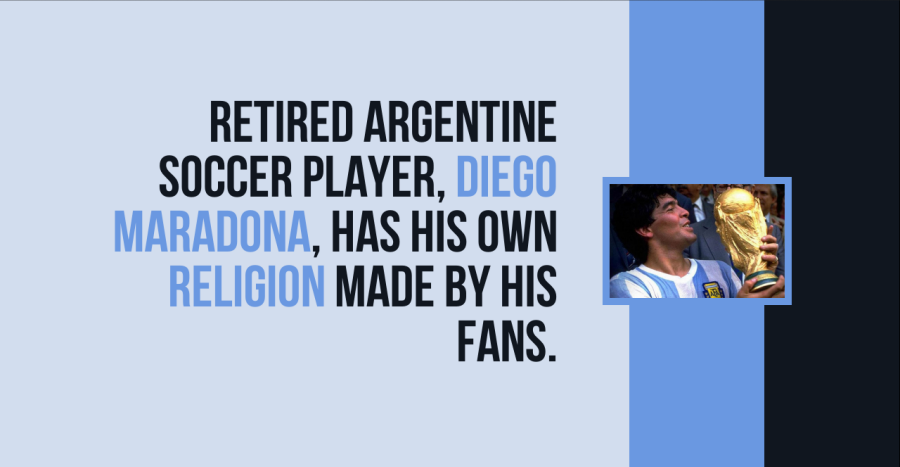 RETIRED ARGENTINE
SOCCER PLAYER, DIEGO
MARADONA, HAS HIS OWN
RELIGION MADE BY HIS
FANS.